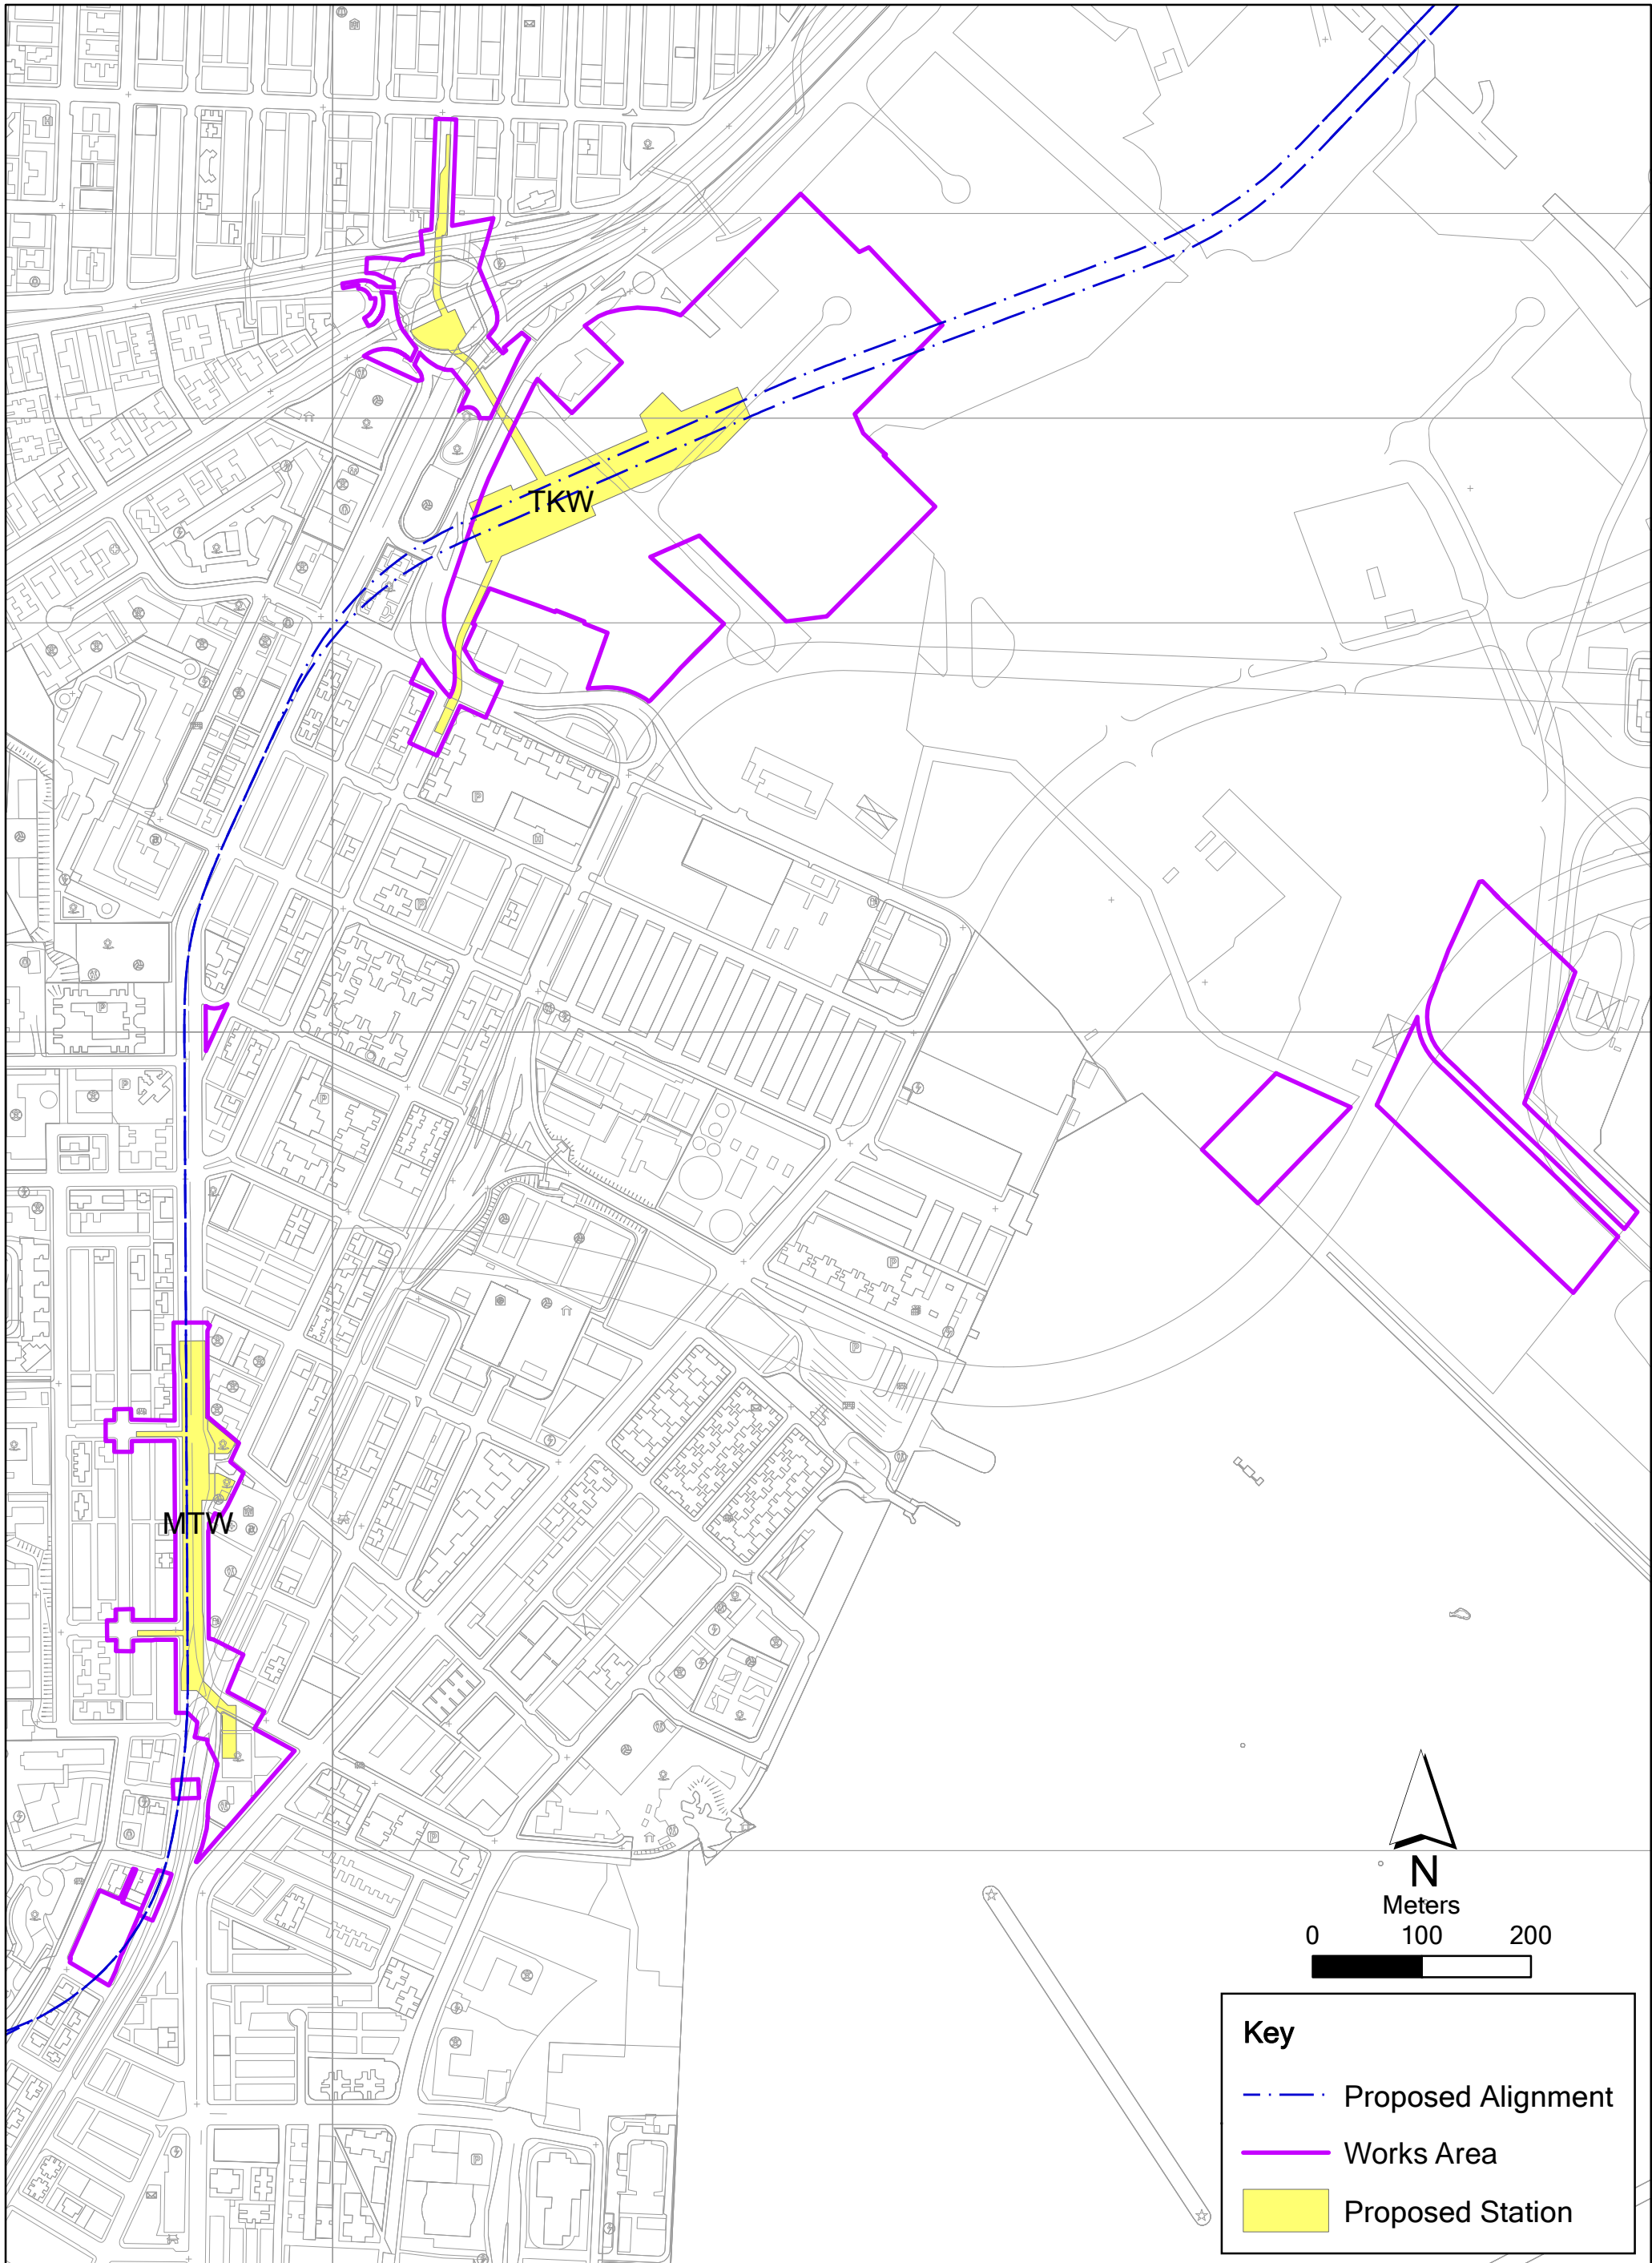 TKW
MTW
N
Meters
0 100 200
Key
Proposed Alignment
Works Area
Proposed Station